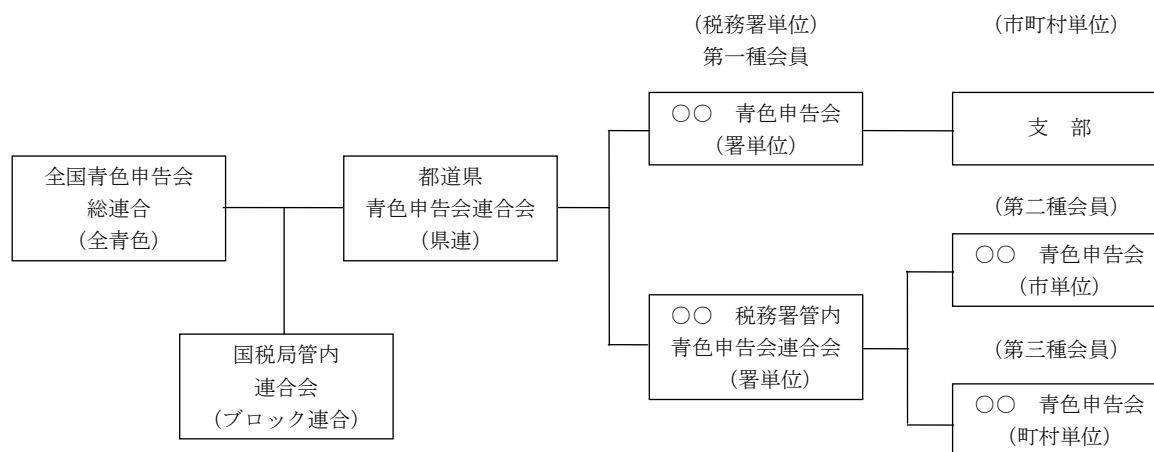 (税務署単位)
第一種会員
(市町村単位)
○○　青色申告会
(署単位)
支　部
全国青色申告会
総連合
(全青色)
都道県
青色申告会連合会
(県連)
(第二種会員)
○○　青色申告会
(市単位)
国税局管内
連合会
(ブロック連合)
○○　税務署管内
青色申告会連合会
(署単位)
(第三種会員)
○○　青色申告会
(町村単位)